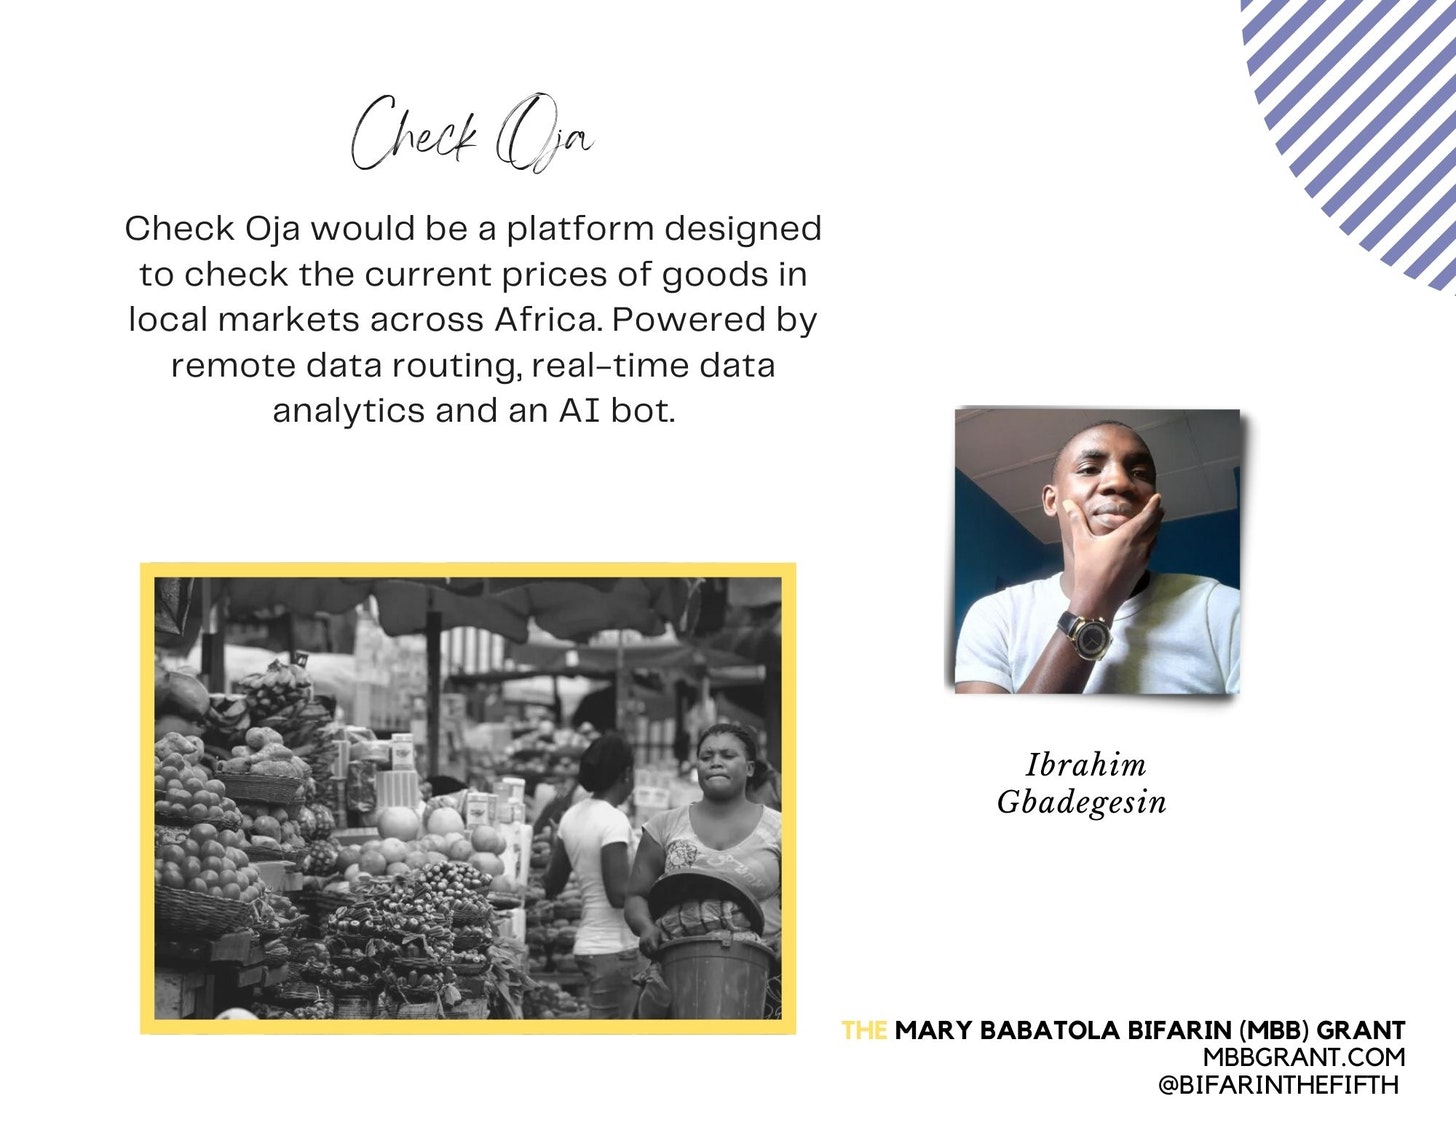 Check Oja
Check Oja would be a platform designed
to check the current prices of goods in
local markets across Africa. Powered by
remote data routing, real-time data
analytics and an AI bot.
Ibrahim
Gbadegesin
THE MARY BABATOLA BIFARIN (MBB) GRANT
MBBGRANT.COM
@BIFARINTHEFIFTH